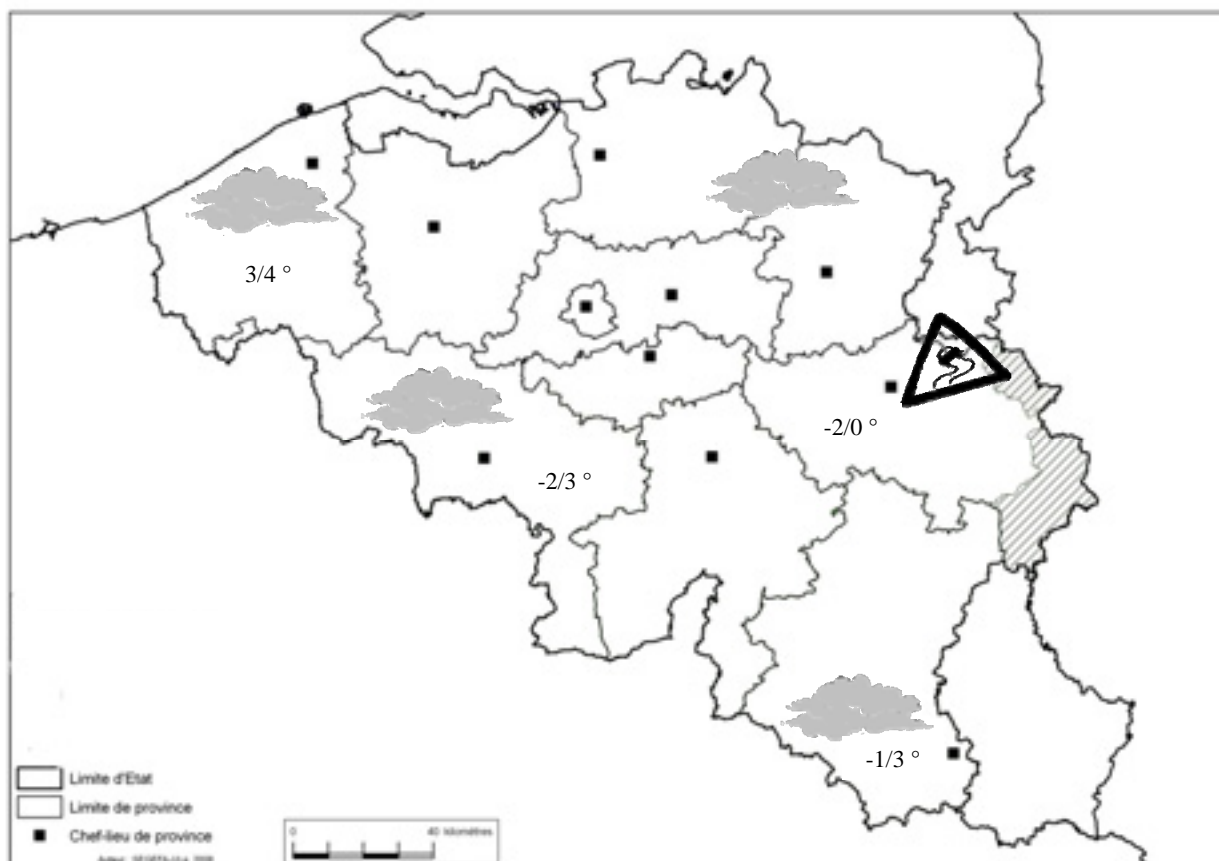 3/4 °
-2/0 °
-2/3 °
-1/3 °
Limite d'Etat
Limite de province
Chef-lieu de province
0 40 kilomètres